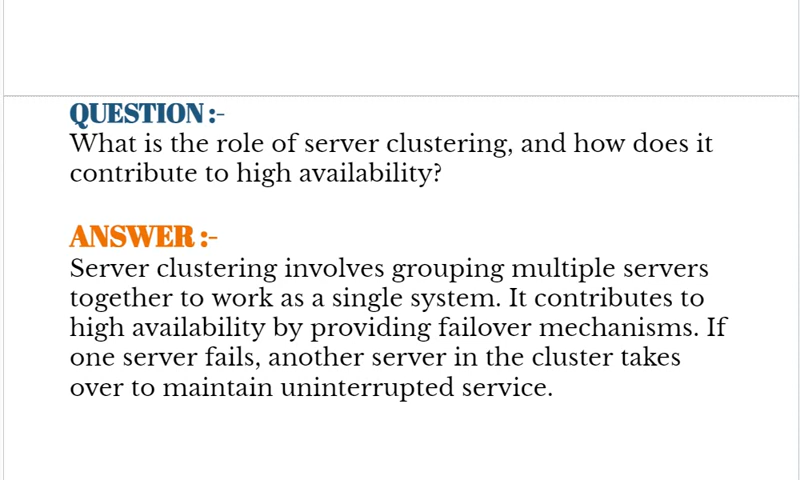 QUESTION :-
What is the role of server clustering, and how does it
contribute to high availability?
ANSWER :-
Server clustering involves grouping multiple servers
together to work as a single system. It contributes to
high availability by providing failover mechanisms. If
one server fails, another server in the cluster takes
over to maintain uninterrupted service.